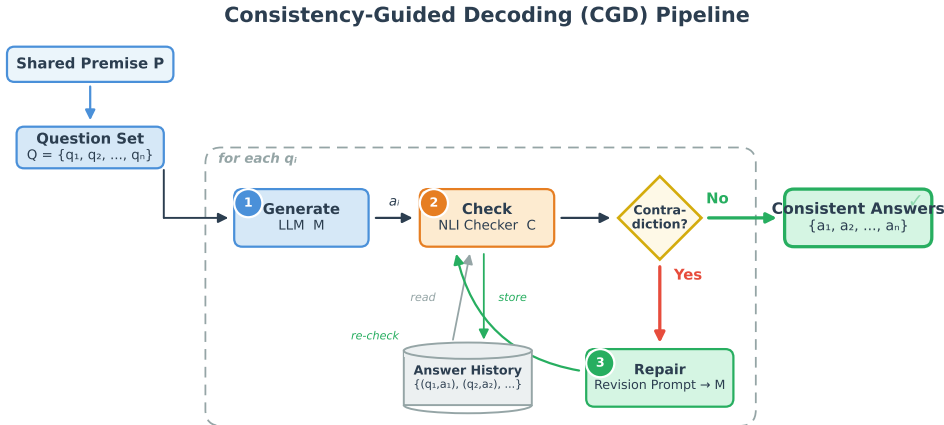 Consistency-Guided Decoding (CGD) Pipeline
Shared Premise P
Question Set
Q = {q₁, q₂, ..., qₙ}
for each qᵢ
1
Generate
LLM M
aᵢ
2
Check
NLI Checker C
Contra-
diction?
No
Consistent Answers
✓
{a₁, a₂, ..., aₙ}
Yes
read
store
re-check
Answer History
{(q₁,a₁), (q₂,a₂), ...}
3
Repair
Revision Prompt → M